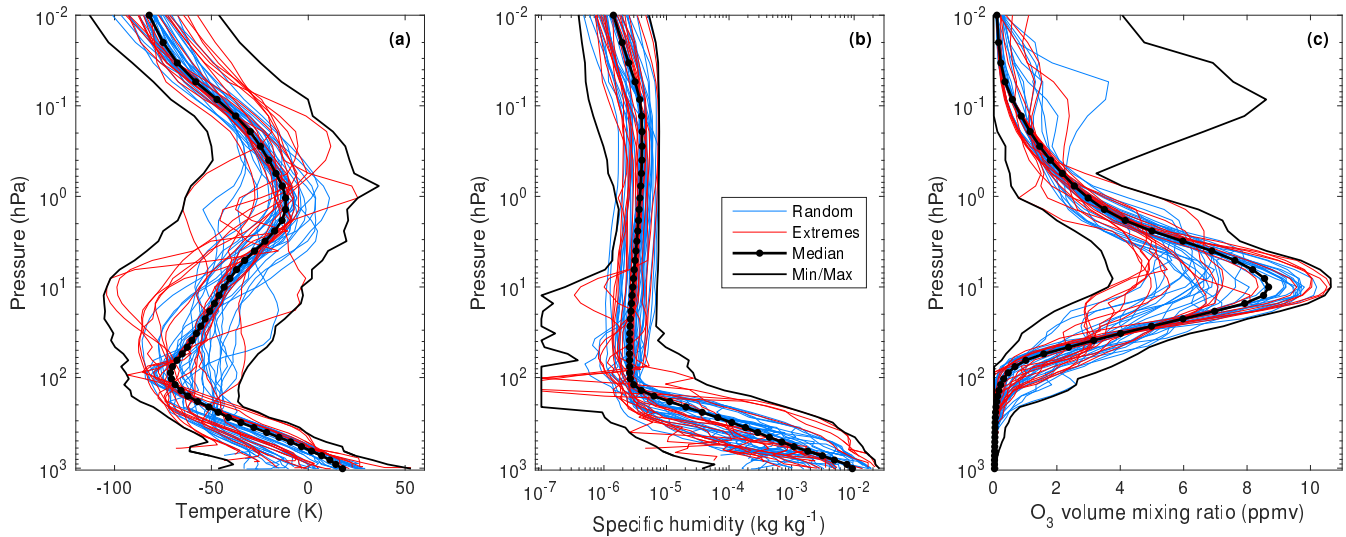 (a)
10⁻²
10⁻¹
10⁰
10¹
10²
10³
Pressure (hPa)
-100
-50
0
50
Temperature (K)
(b)
10⁻²
10⁻¹
10⁰
10¹
10²
10³
Pressure (hPa)
Random
Extremes
Median
Min/Max
10⁻⁷
10⁻⁶
10⁻⁵
10⁻⁴
10⁻³
10⁻²
Specific humidity (kg kg⁻¹)
(c)
10⁻²
10⁻¹
10⁰
10¹
10²
10³
Pressure (hPa)
0
2
4
6
8
10
O₃ volume mixing ratio (ppmv)